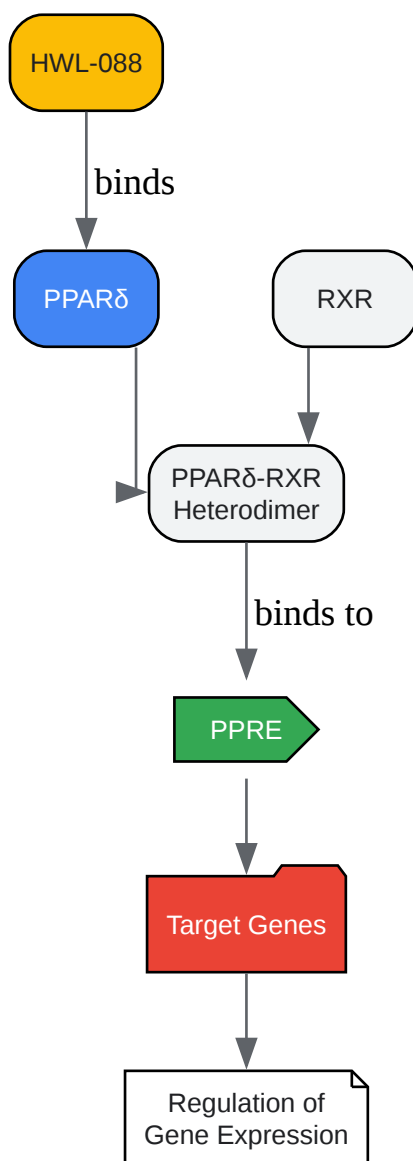 HWL-088
binds
PPARδ
RXR
PPARδ-RXR
Heterodimer
binds to
PPRE
Target Genes
Regulation of
Gene Expression